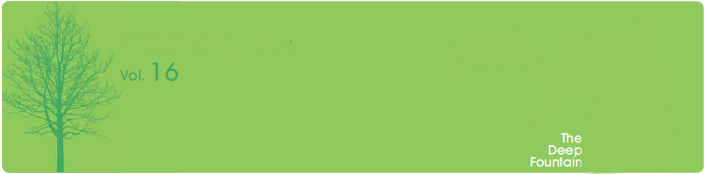 Vol. 16
The
Deep
Fountain